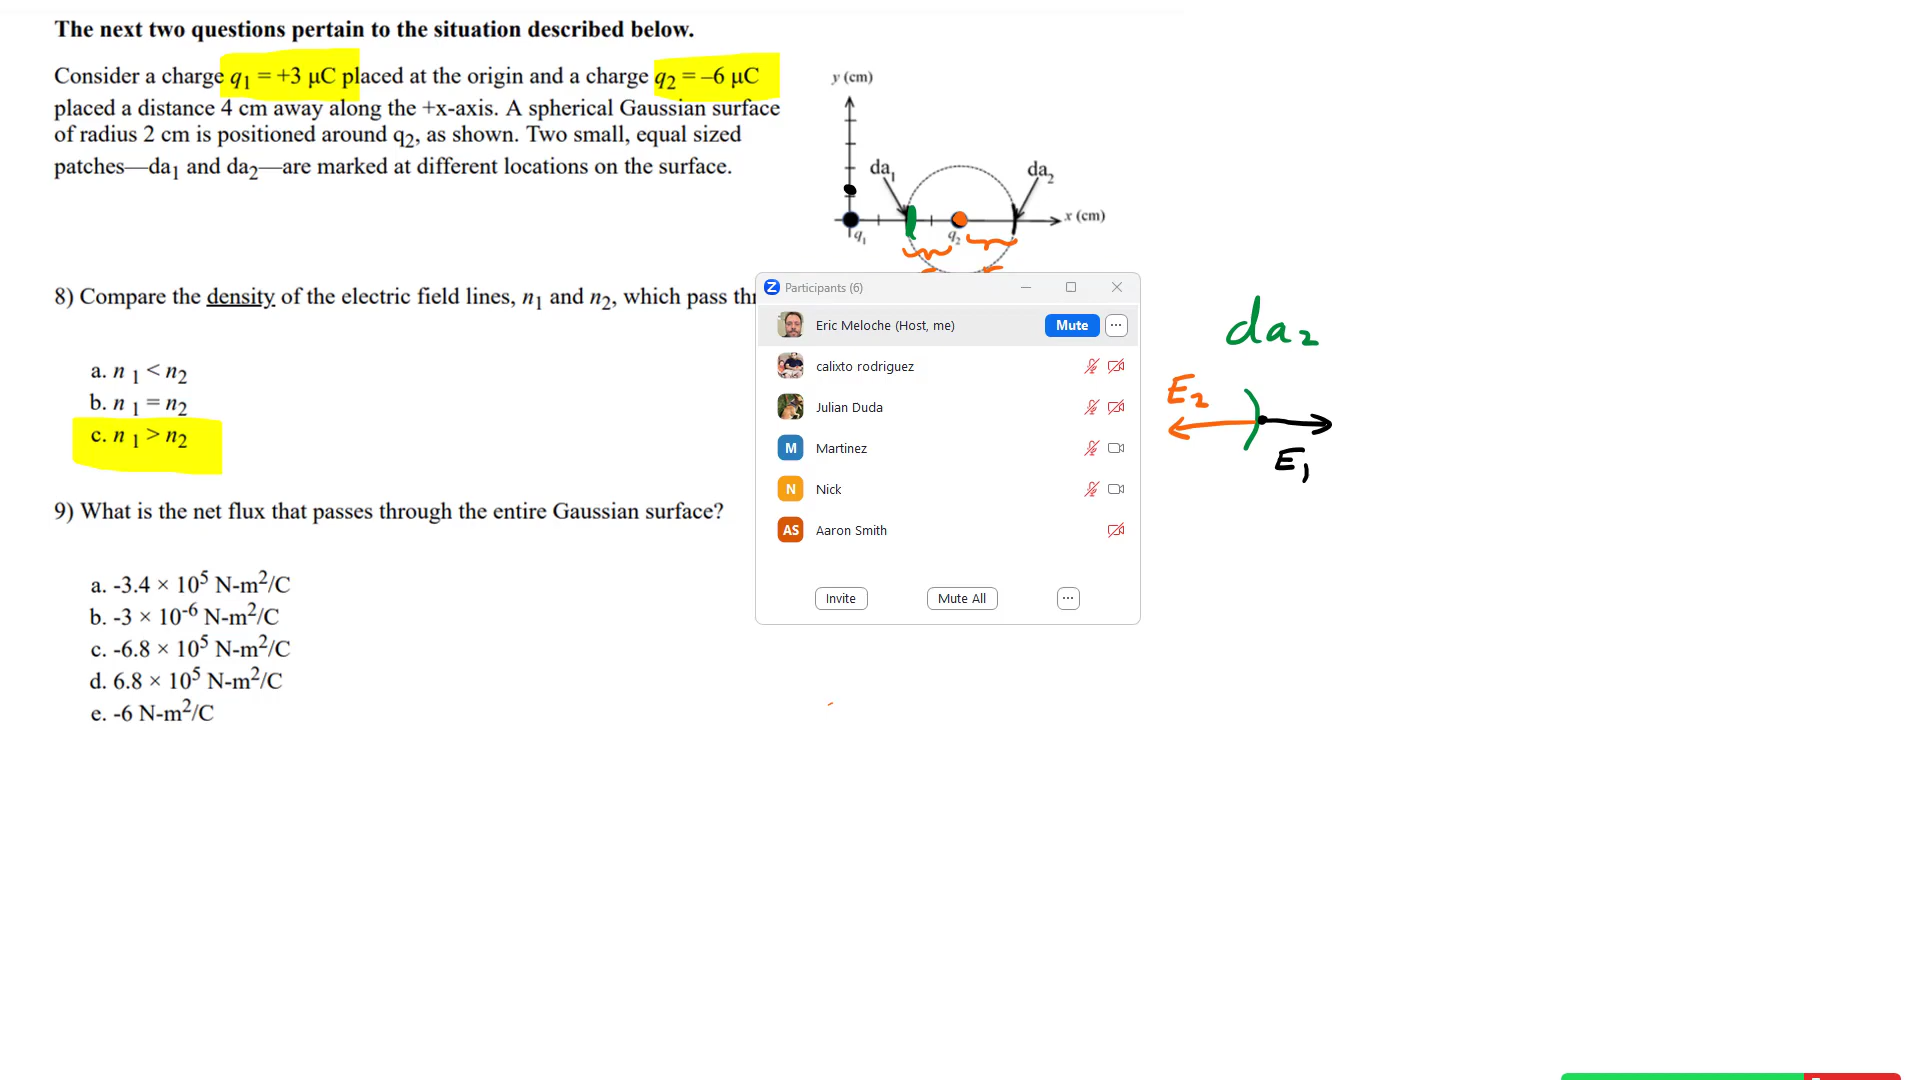 The next two questions pertain to the situation described below.
Consider a charge q1 = +3 μC placed at the origin and a charge q2 = –6 μC
placed a distance 4 cm away along the +x-axis. A spherical Gaussian surface
of radius 2 cm is positioned around q2, as shown. Two small, equal sized
patches—da1 and da2—are marked at different locations on the surface.
y (cm)
da1
da2
x (cm)
q1
q2
8) Compare the density of the electric field lines, n1 and n2, which pass
a. n 1 < n2
b. n 1 = n2
c. n 1 > n2
9) What is the net flux that passes through the entire Gaussian surface?
a. -3.4 × 10^5 N-m^2/C
b. -3 × 10^-6 N-m^2/C
c. -6.8 × 10^5 N-m^2/C
d. 6.8 × 10^5 N-m^2/C
e. -6 N-m^2/C
Participants (6)
Eric Meloche (Host, me)
Mute
calixto rodriguez
Julian Duda
M Martinez
N Nick
AS Aaron Smith
Invite
Mute All
da2
E2
E1